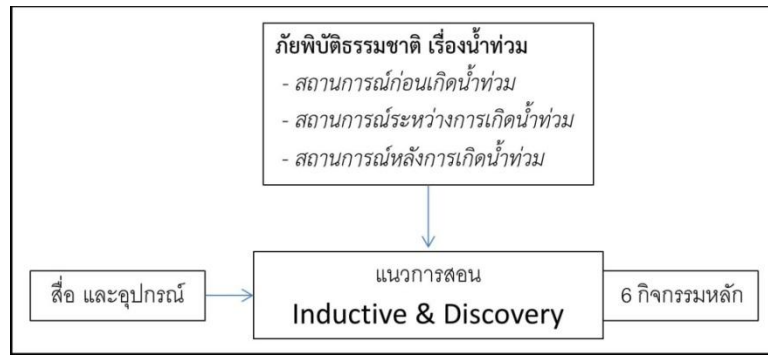 ภัยพิบัติธรรมชาติ เรื่องน้ำท่วม
- สถานการณ์ก่อนเกิดน้ำท่วม
- สถานการณ์ระหว่างการเกิดน้ำท่วม
- สถานการณ์หลังการเกิดน้ำท่วม
สื่อ และอุปกรณ์
แนวการสอน
Inductive & Discovery
6 กิจกรรมหลัก